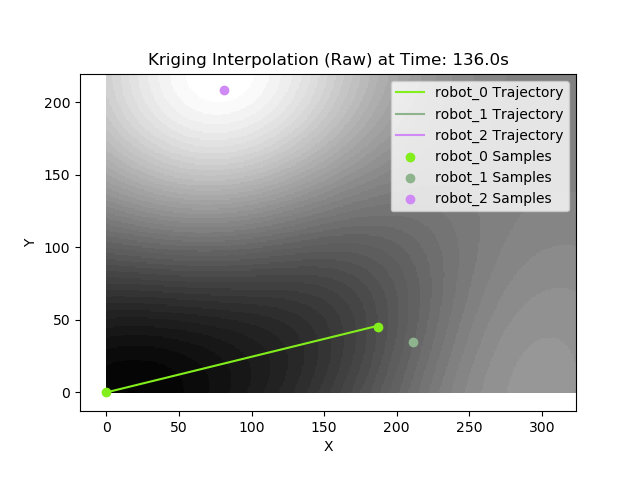 Kriging Interpolation (Raw) at Time: 136.0s
robot_0 Trajectory
robot_1 Trajectory
robot_2 Trajectory
robot_0 Samples
robot_1 Samples
robot_2 Samples
200
150
100
50
0
Y
0 50 100 150 200 250 300
X